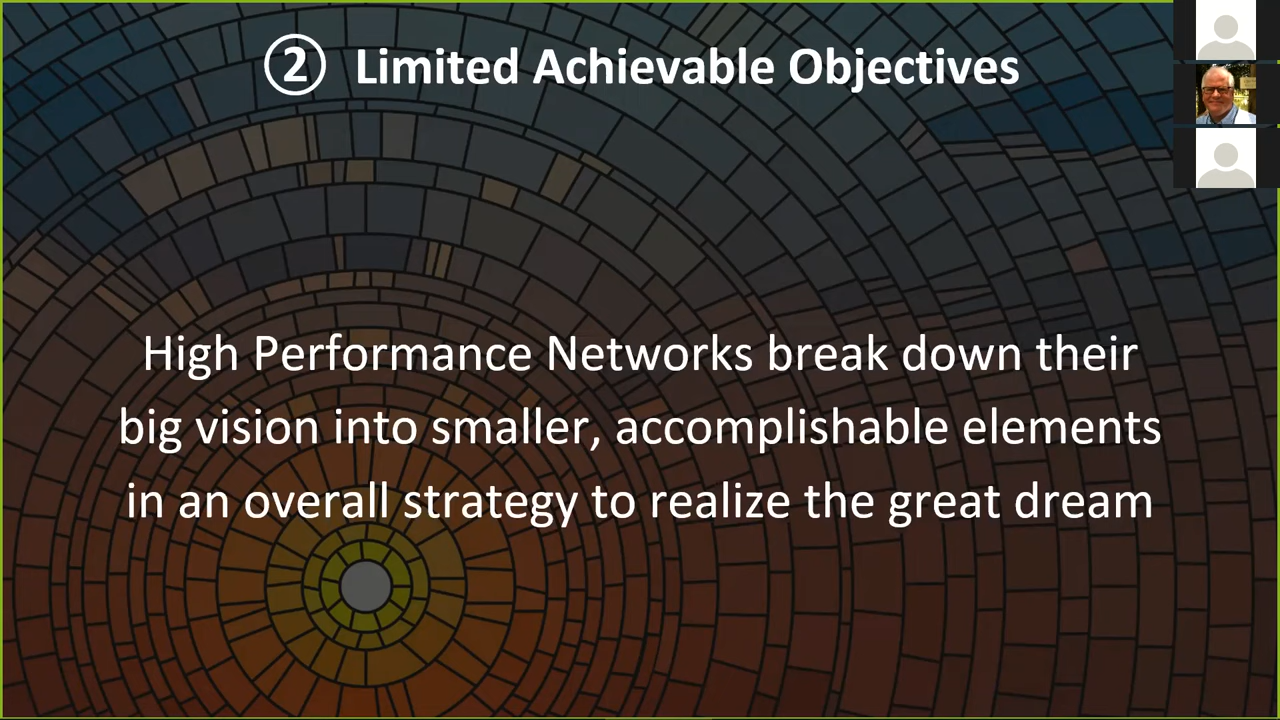 ② Limited Achievable Objectives
High Performance Networks break down their
big vision into smaller, accomplishable elements
in an overall strategy to realize the great dream